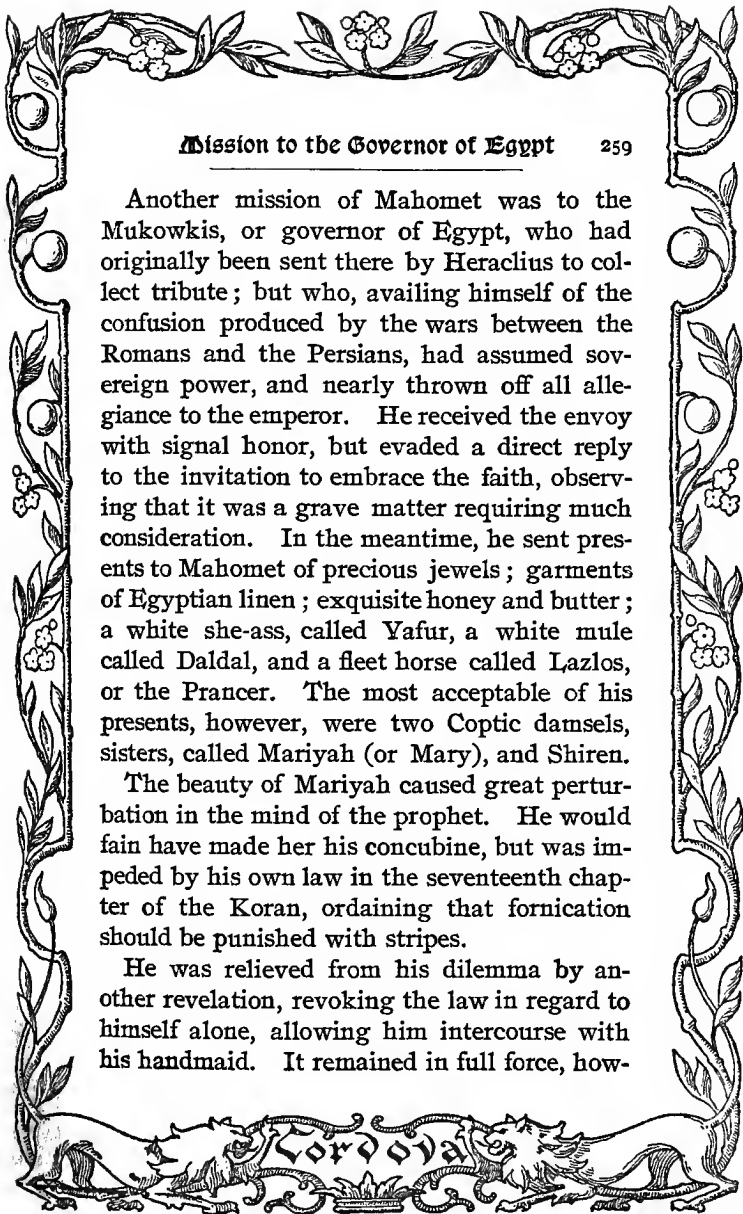 Mission to the Governor of Egypt 259
Another mission of Mahomet was to the
Mukowkis, or governor of Egypt, who had
originally been sent there by Heraclius to col-
lect tribute; but who, availing himself of the
confusion produced by the wars between the
Romans and the Persians, had assumed sov-
ereign power, and nearly thrown off all alle-
giance to the emperor. He received the envoy
with signal honor, but evaded a direct reply
to the invitation to embrace the faith, observ-
ing that it was a grave matter requiring much
consideration. In the meantime, he sent pres-
ents to Mahomet of precious jewels; garments
of Egyptian linen; exquisite honey and butter;
a white she-ass, called Yafur, a white mule
called Daldal, and a fleet horse called Lazlos,
or the Prancer. The most acceptable of his
presents, however, were two Coptic damsels,
sisters, called Mariyah (or Mary), and Shiren.
The beauty of Mariyah caused great pertur-
bation in the mind of the prophet. He would
fain have made her his concubine, but was im-
peded by his own law in the seventeenth chap-
ter of the Koran, ordaining that fornication
should be punished with stripes.
He was relieved from his dilemma by an-
other revelation, revoking the law in regard to
himself alone, allowing him intercourse with
his handmaid. It remained in full force, how-
Cordova